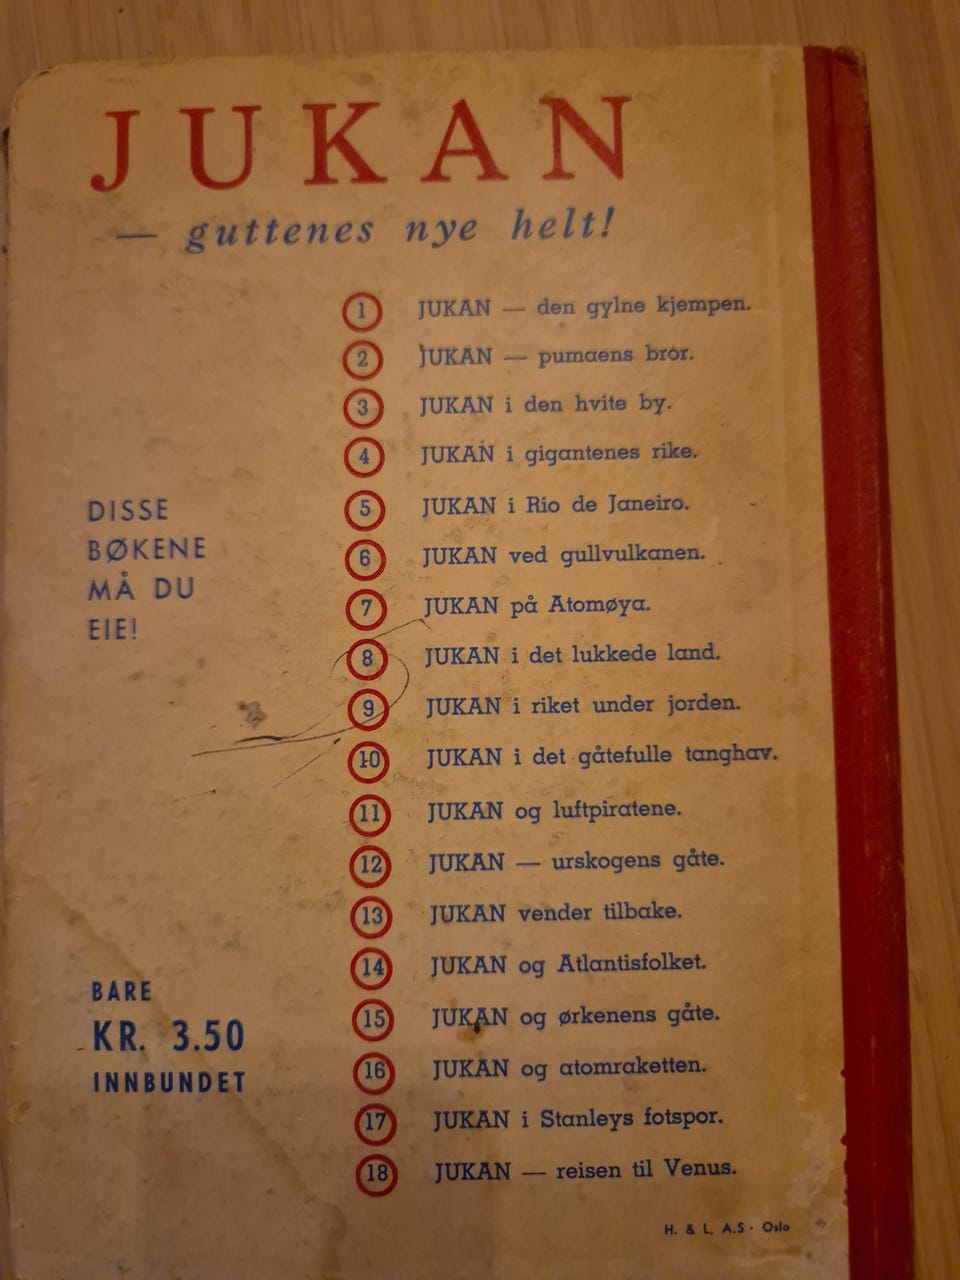 JUKAN
— guttenes nye helt!
1 JUKAN — den gylne kjempen.
2 JUKAN — pumaens bror.
3 JUKAN i den hvite by.
4 JUKAN i gigantenes rike.
5 JUKAN i Rio de Janeiro.
6 JUKAN ved gullvulkanen.
7 JUKAN på Atomøya.
8 JUKAN i det lukkede land.
9 JUKAN i riket under jorden.
10 JUKAN i det gåtefulle tanghav.
11 JUKAN og luftpiratene.
12 JUKAN — urskogens gåte.
13 JUKAN vender tilbake.
14 JUKAN og Atlantisfolket.
15 JUKAN og ørkenens gåte.
16 JUKAN og atomraketten.
17 JUKAN i Stanleys fotspor.
18 JUKAN — reisen til Venus.
DISSE
BØKENE
MÅ DU
EIE!
BARE
KR. 3.50
INNBUNDET
H. & L. A.S · Oslo